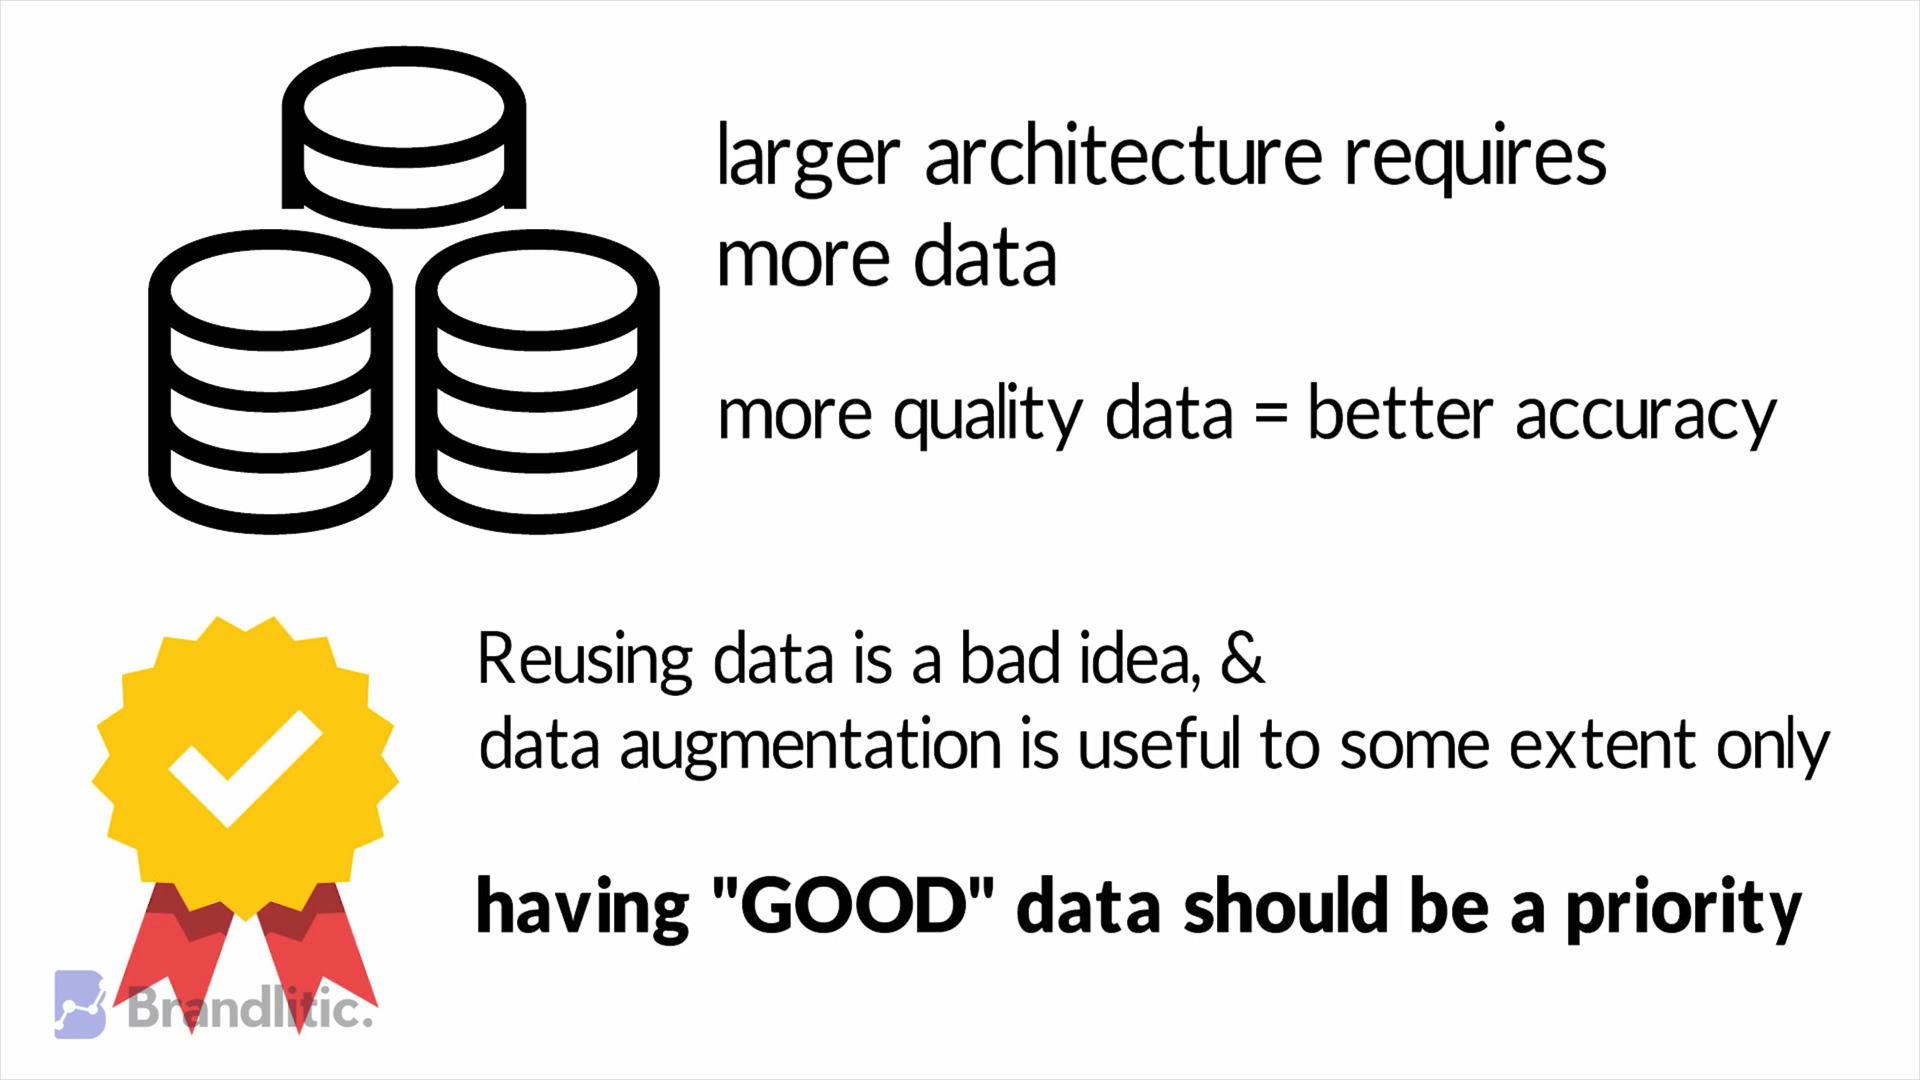 larger architecture requires
more data
more quality data = better accuracy
Reusing data is a bad idea, &
data augmentation is useful to some extent only
having "GOOD" data should be a priority
Brandlitic.